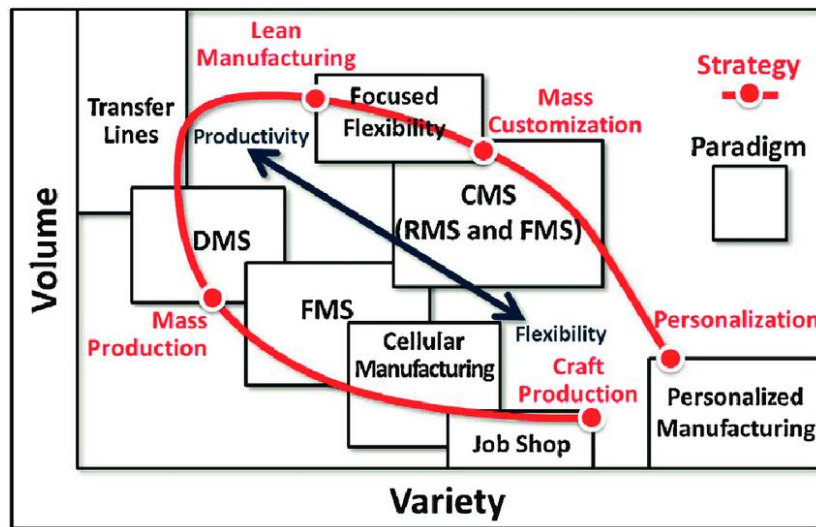 Lean
Manufacturing
Strategy
Transfer
Lines
Focused
Flexibility
Mass
Customization
Productivity
Paradigm
CMS
(RMS and FMS)
Volume
DMS
FMS
Mass
Production
Cellular
Manufacturing
Flexibility
Personalization
Craft
Production
Personalized
Manufacturing
Job Shop
Variety